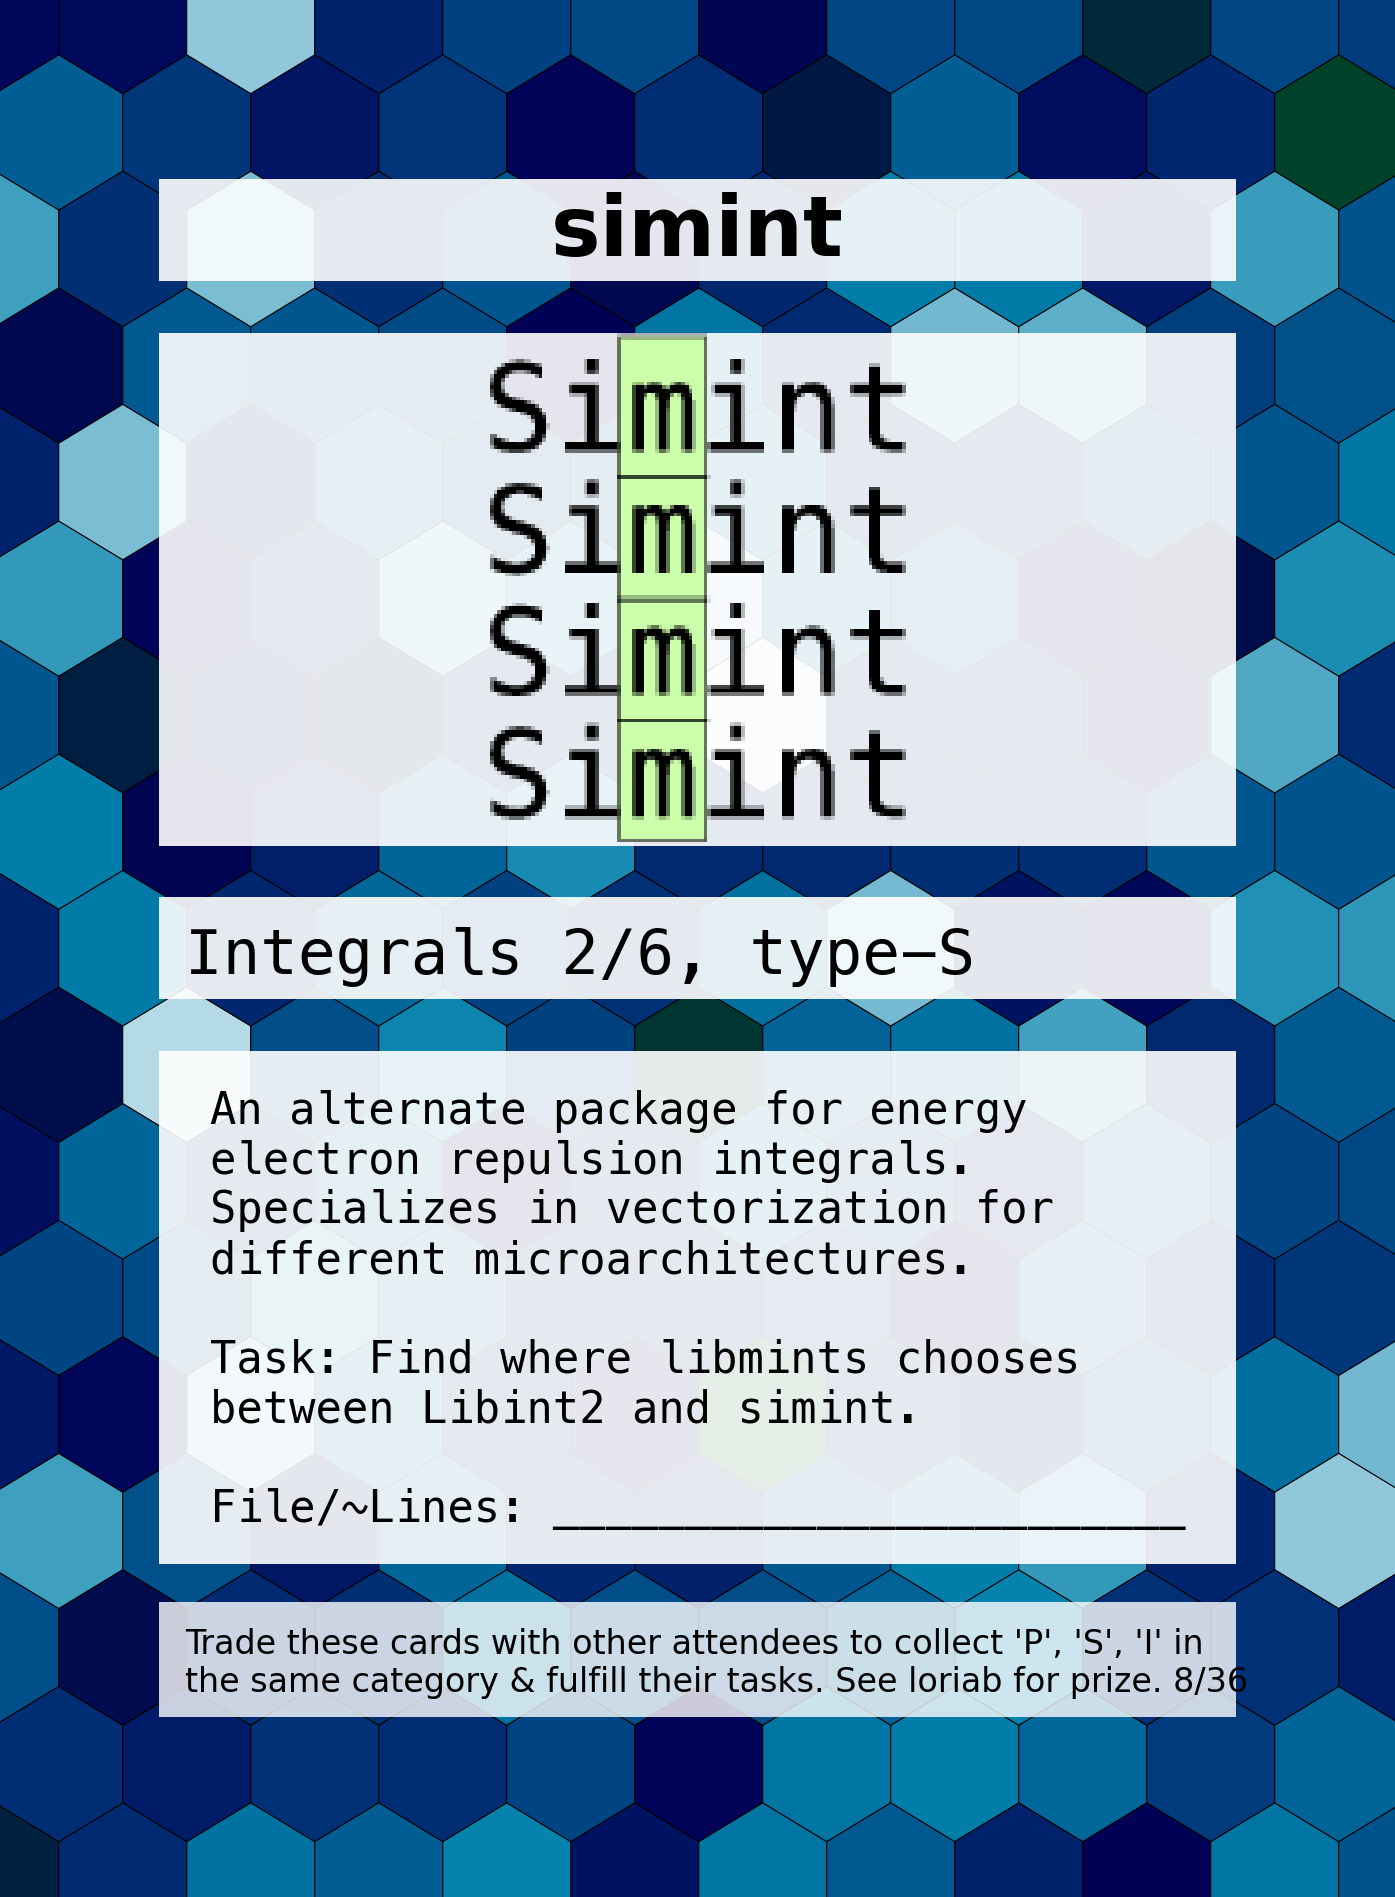 simint
Simint
Simint
Simint
Simint
Integrals 2/6, type−S
An alternate package for energy
electron repulsion integrals.
Specializes in vectorization for
different microarchitectures.
Task: Find where libmints chooses
between Libint2 and simint.
File/~Lines: ________________________
Trade these cards with other attendees to collect 'P', 'S', 'I' in
the same category & fulfill their tasks. See loriab for prize. 8/36